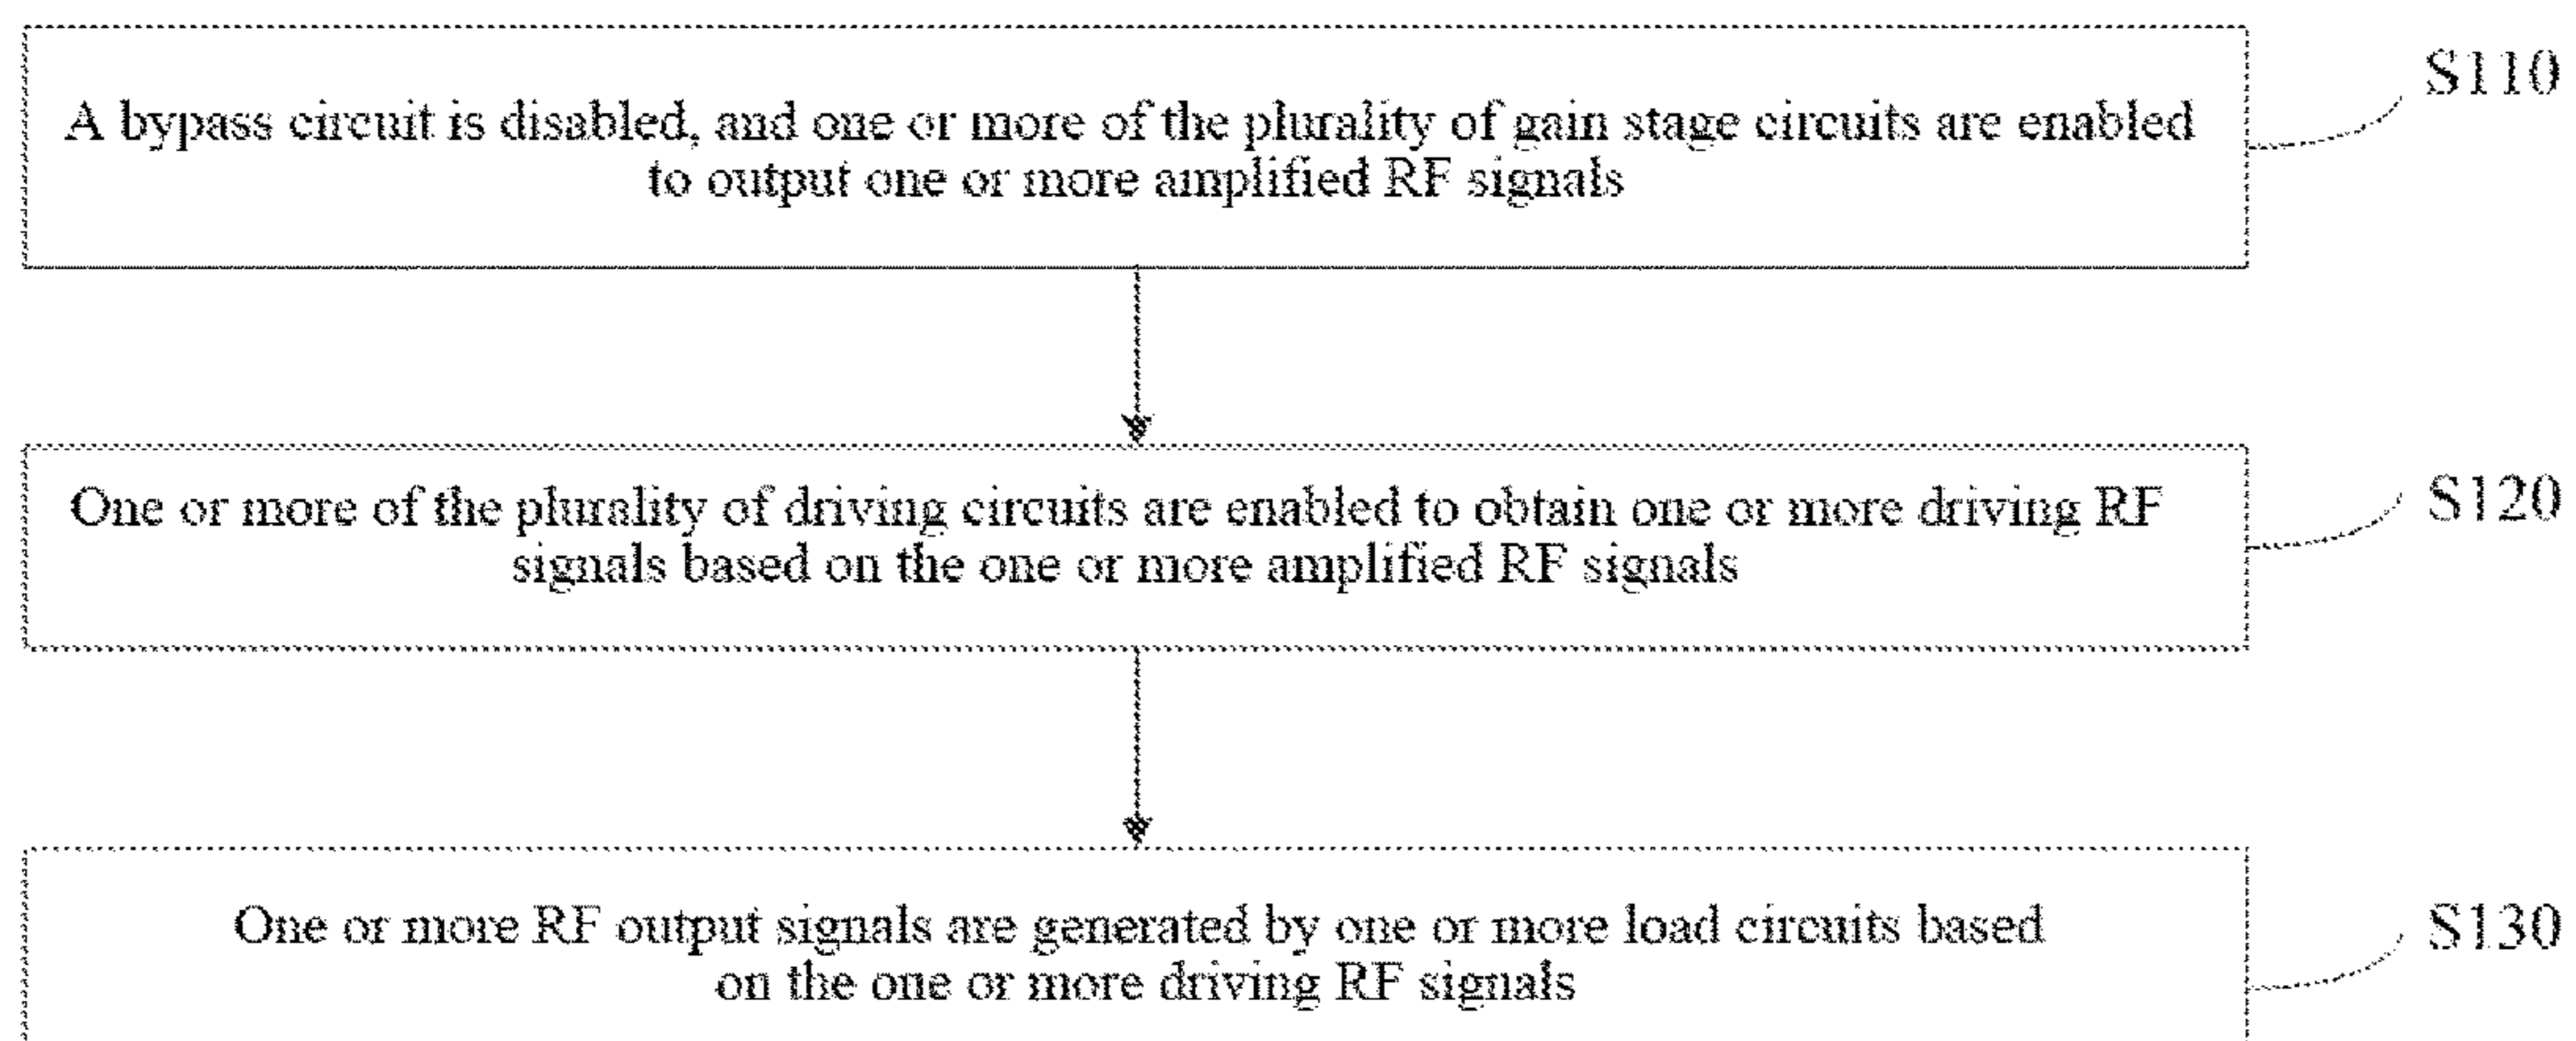 A bypass circuit is disabled, and one or more of the plurality of gain stage circuits are enabled
to output one or more amplified RF signals
S110
One or more of the plurality of driving circuits are enabled to obtain one or more driving RF
signals based on the one or more amplified RF signals
S120
One or more RF output signals are generated by one or more load circuits based
on the one or more driving RF signals
S130